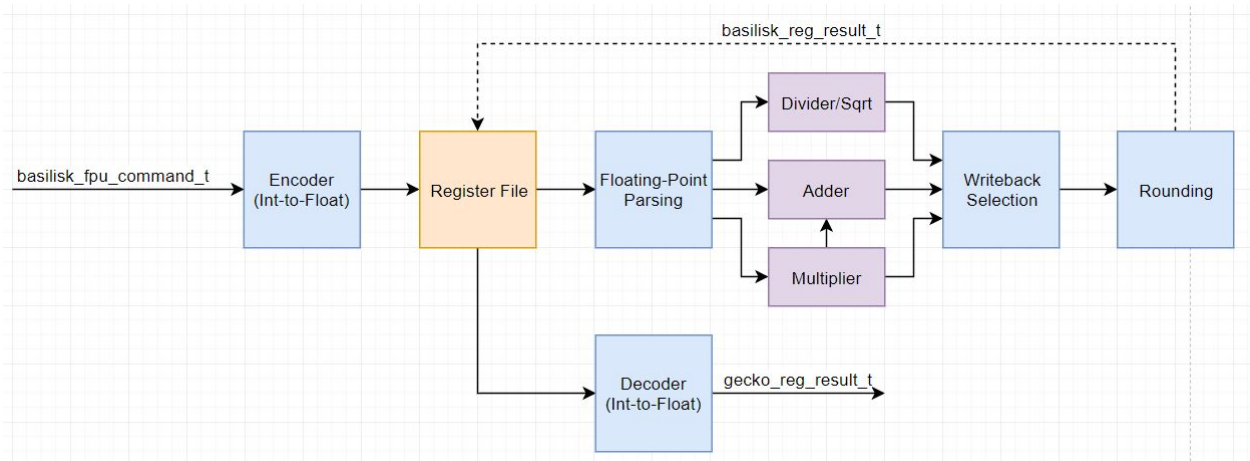 basilisk_reg_result_t
Divider/Sqrt
basilisk_fpu_command_t
Encoder
(Int-to-Float)
Register File
Floating-Point
Parsing
Adder
Writeback
Selection
Rounding
Multiplier
Decoder
(Int-to-Float)
gecko_reg_result_t